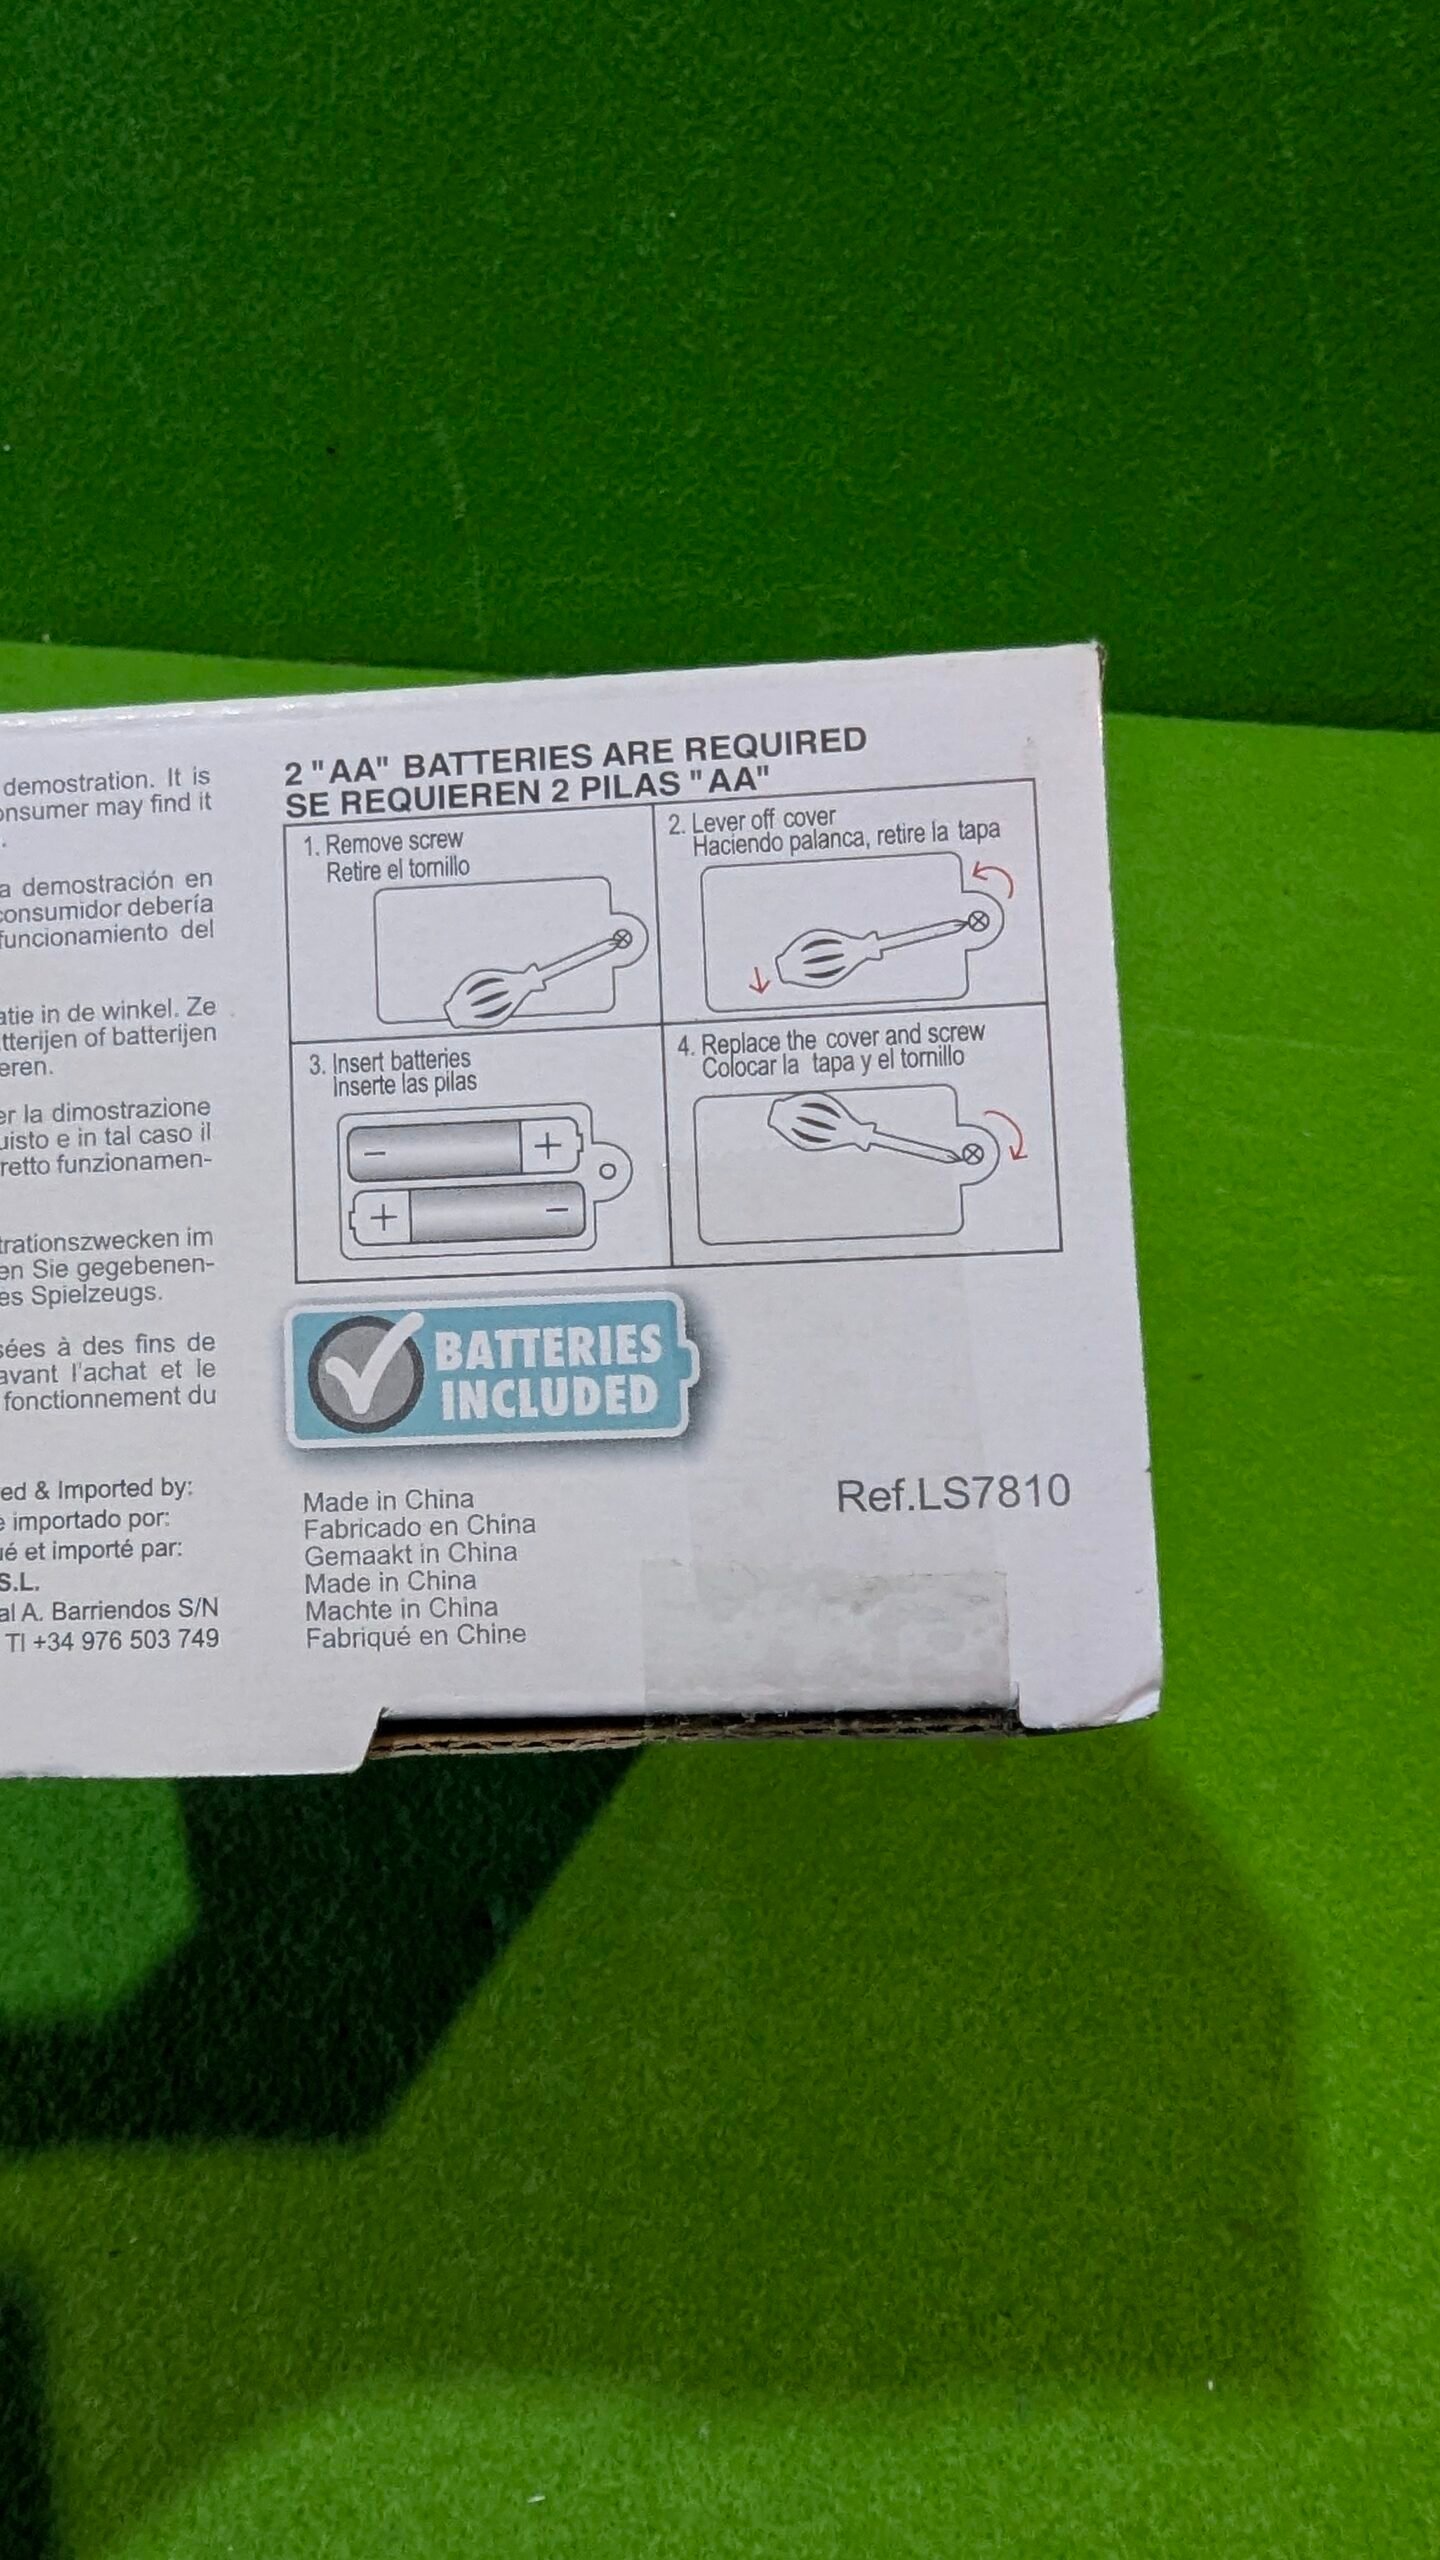 demostration. It is
onsumer may find it
.
a demostración en
consumidor debería
funcionamiento del
atie in de winkel. Ze
tterijen of batterijen
eren.
er la dimostrazione
uisto e in tal caso il
retto funzionamen-
trationszwecken im
en Sie gegebenen-
es Spielzeugs.
sées à des fins de
avant l'achat et le
fonctionnement du
ed & Imported by:
e importado por:
ué et importé par:
S.L.
al A. Barriendos S/N
Tl +34 976 503 749
2 "AA" BATTERIES ARE REQUIRED
SE REQUIEREN 2 PILAS "AA"
1. Remove screw
Retire el tornillo
2. Lever off cover
Haciendo palanca, retire la tapa
3. Insert batteries
Inserte las pilas
- +
+ -
4. Replace the cover and screw
Colocar la tapa y el tornillo
BATTERIES
INCLUDED
Made in China
Fabricado en China
Gemaakt in China
Made in China
Machte in China
Fabriqué en Chine
Ref.LS7810